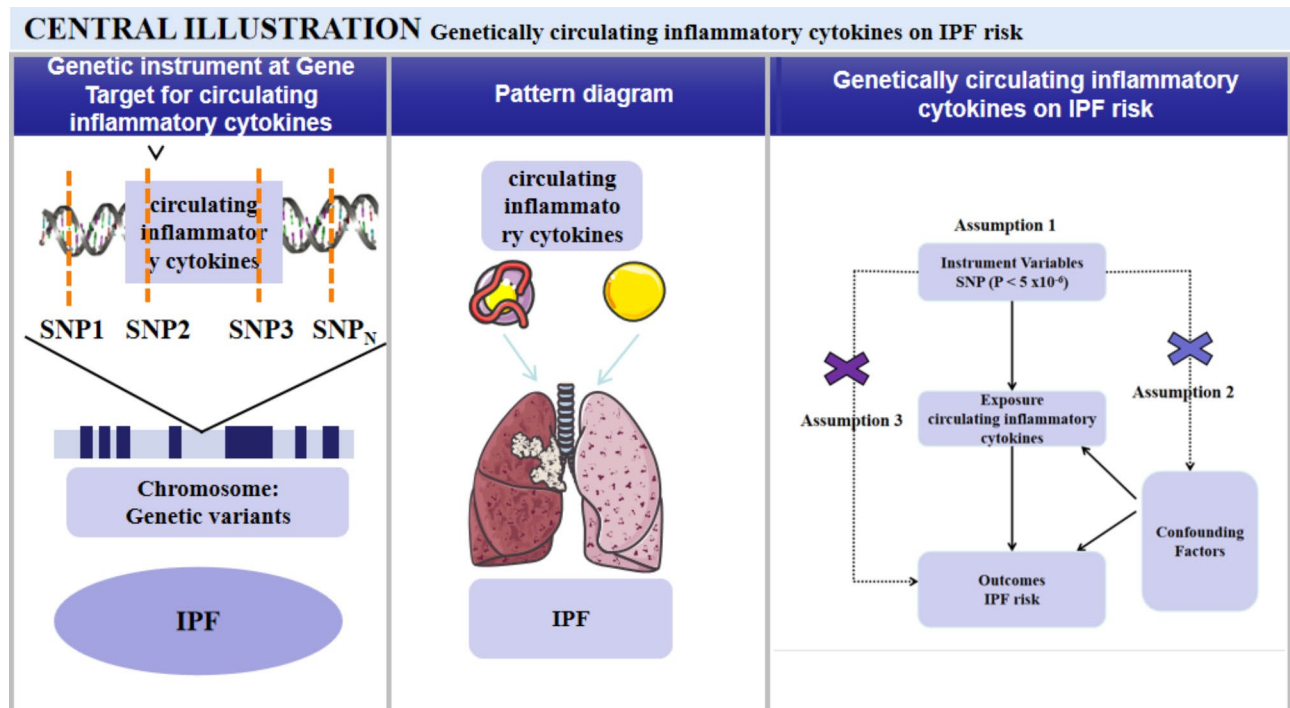 CENTRAL ILLUSTRATION Genetically circulating inflammatory cytokines on IPF risk
Genetic instrument at Gene
Target for circulating
inflammatory cytokines
circulating
inflammator
y cytokines
SNP1 SNP2 SNP3 SNPN
Chromosome:
Genetic variants
IPF
Pattern diagram
circulating
inflammato
ry cytokines
IPF
Genetically circulating inflammatory
cytokines on IPF risk
Assumption 1
Instrument Variables
SNP (P < 5 x10-6)
Assumption 2
Exposure
circulating inflammatory
cytokines
Assumption 3
Confounding
Factors
Outcomes
IPF risk